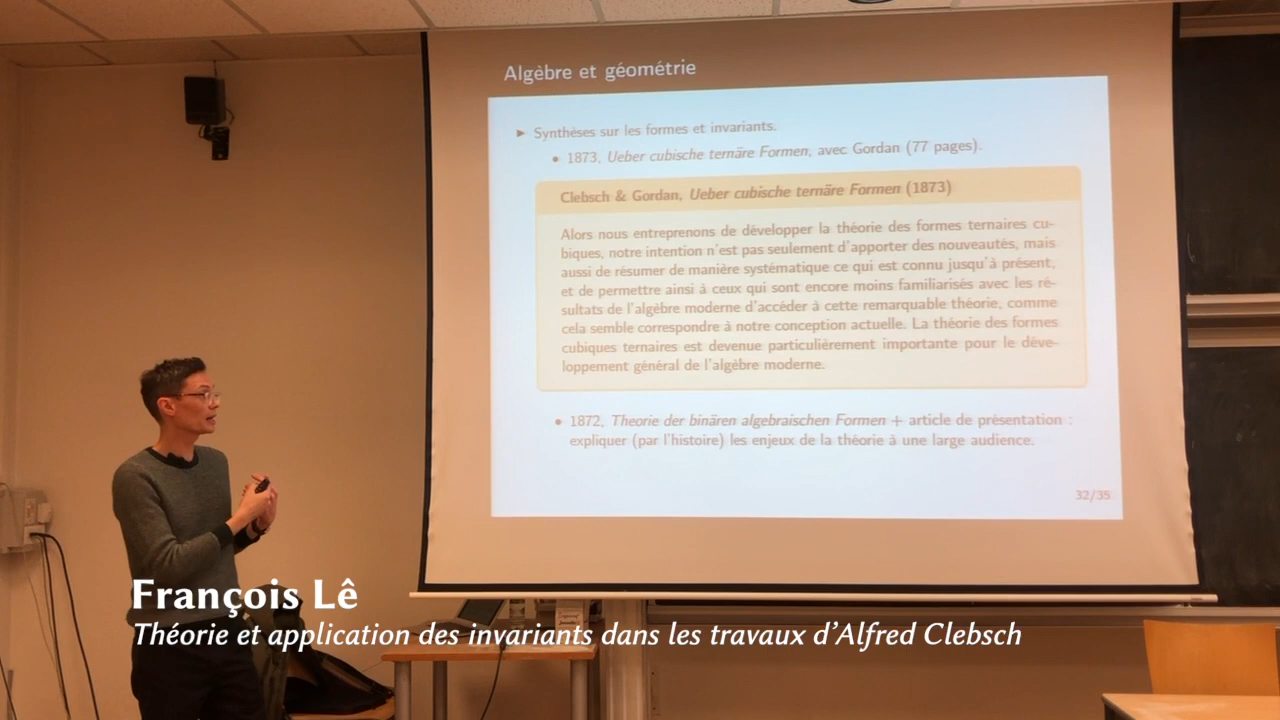 Algèbre et géométrie
► Synthèses sur les formes et invariants.
• 1873, Ueber cubische ternäre Formen, avec Gordan (77 pages).
Clebsch & Gordan, Ueber cubische ternäre Formen (1873)
Alors nous entreprenons de développer la théorie des formes ternaires cu-
biques, notre intention n'est pas seulement d'apporter des nouveautés, mais
aussi de résumer de manière systématique ce qui est connu jusqu'à présent,
et de permettre ainsi à ceux qui sont encore moins familiarisés avec les ré-
sultats de l'algèbre moderne d'accéder à cette remarquable théorie, comme
cela semble correspondre à notre conception actuelle. La théorie des formes
cubiques ternaires est devenue particulièrement importante pour le déve-
loppement général de l'algèbre moderne.
• 1872, Theorie der binären algebraischen Formen + article de présentation :
expliquer (par l'histoire) les enjeux de la théorie à une large audience.
32/35
François Lê
Théorie et application des invariants dans les travaux d'Alfred Clebsch